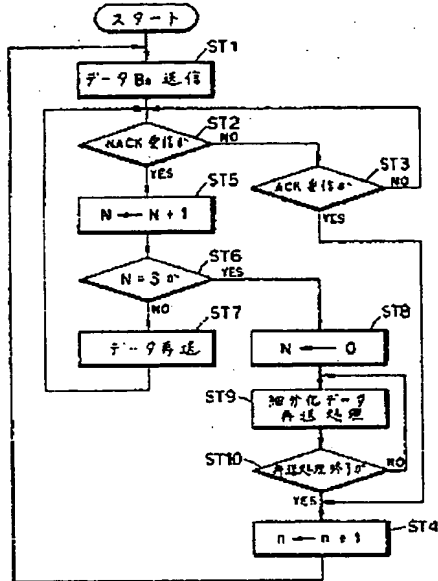 スタート
ST1
データBn 送信
ST2
NACK受信か
NO
YES
ST3
ACK受信か
NO
YES
ST5
N ← N + 1
ST6
N = 3 か
YES
NO
ST7
データ再送
ST8
N ← 0
ST9
細分化データ
再送処理
ST10
再送処理終了か
NO
YES
ST4
n ← n + 1